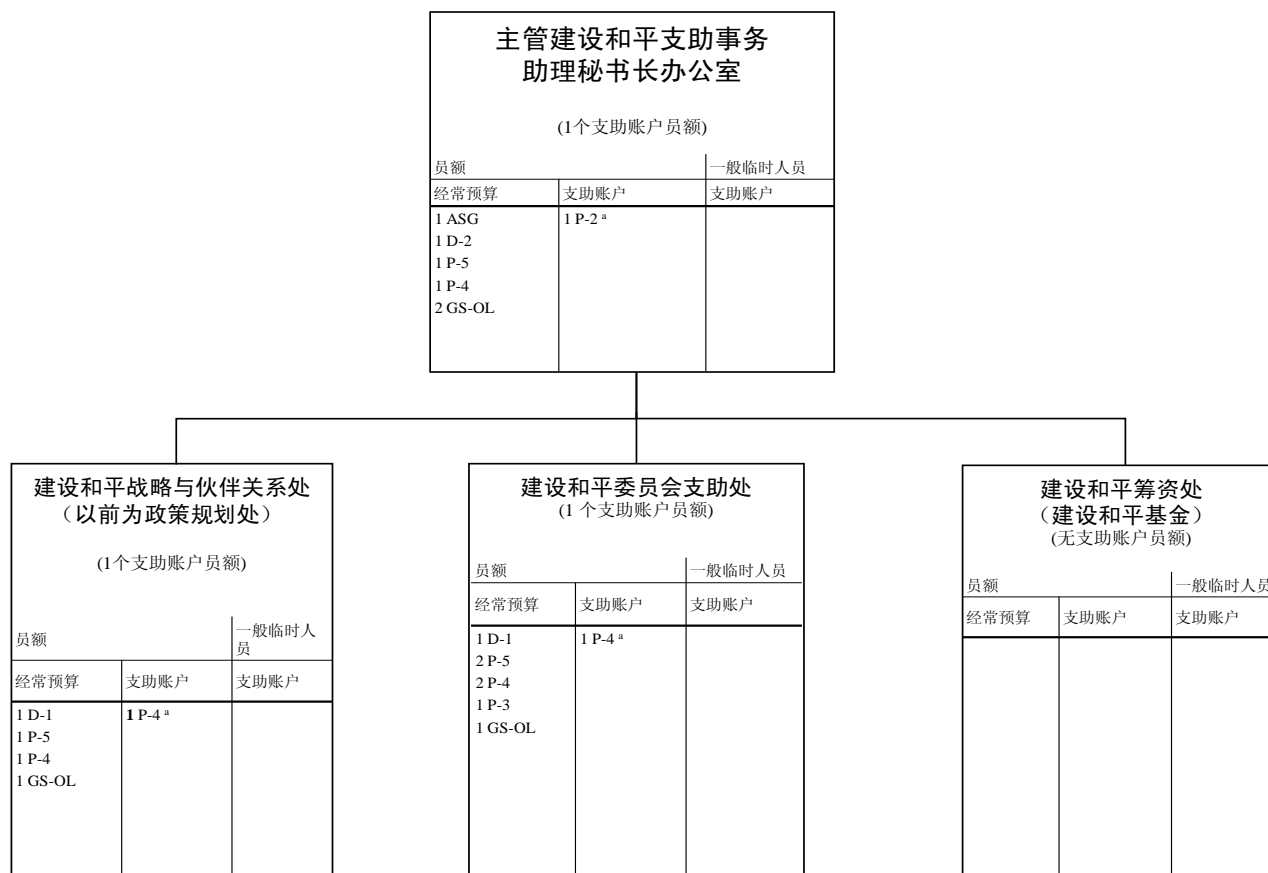 主管建设和平支助事务
助理秘书长办公室
(1个支助账户员额)
员额 一般临时人员
经常预算 支助账户 支助账户
1 ASG 1 P-2 ª
1 D-2
1 P-5
1 P-4
2 GS-OL
建设和平战略与伙伴关系处
（以前为政策规划处）
(1个支助账户员额)
员额 一般临时人员
经常预算 支助账户 支助账户
1 D-1 1 P-4 ª
1 P-5
1 P-4
1 GS-OL
建设和平委员会支助处
(1 个支助账户员额)
员额 一般临时人员
经常预算 支助账户 支助账户
1 D-1 1 P-4 ª
2 P-5
2 P-4
1 P-3
1 GS-OL
建设和平筹资处
（建设和平基金）
(无支助账户员额)
员额 一般临时人员
经常预算 支助账户 支助账户